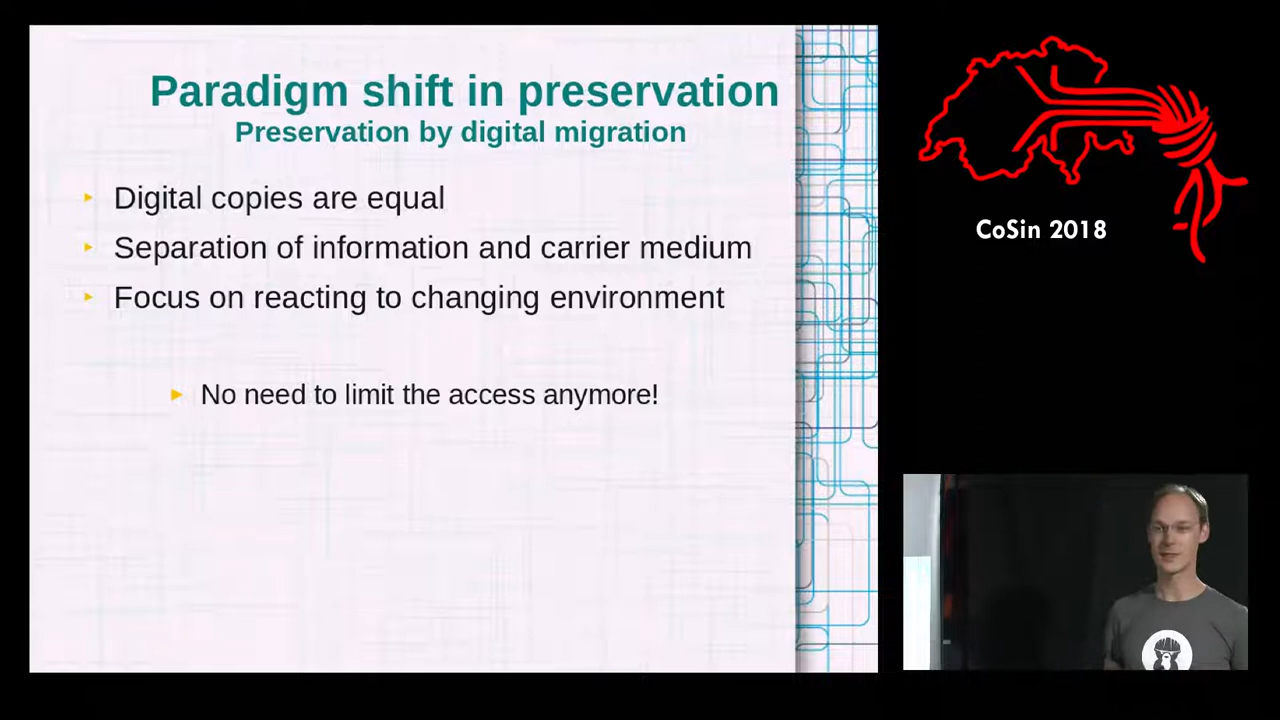 Paradigm shift in preservation
Preservation by digital migration
Digital copies are equal
Separation of information and carrier medium
Focus on reacting to changing environment
No need to limit the access anymore!
CoSin 2018